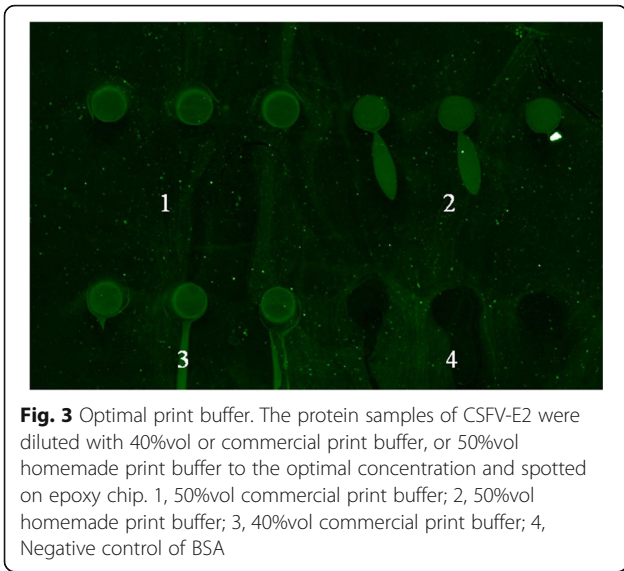 1
2
3
4
Fig. 3 Optimal print buffer. The protein samples of CSFV-E2 were
diluted with 40%vol or commercial print buffer, or 50%vol
homemade print buffer to the optimal concentration and spotted
on epoxy chip. 1, 50%vol commercial print buffer; 2, 50%vol
homemade print buffer; 3, 40%vol commercial print buffer; 4,
Negative control of BSA